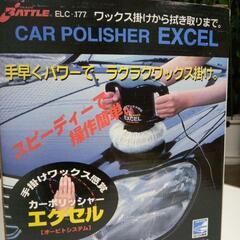 BATTLE. ELC-177 ワックス掛けから拭き取りまで。
CAR POLISHER EXCEL
手早くパワーで、ラクラクワックス掛け。
スピーディーで操作簡単。
手掛けワックス感覚
カーポリッシャー
エクセル
[オービトシステム]